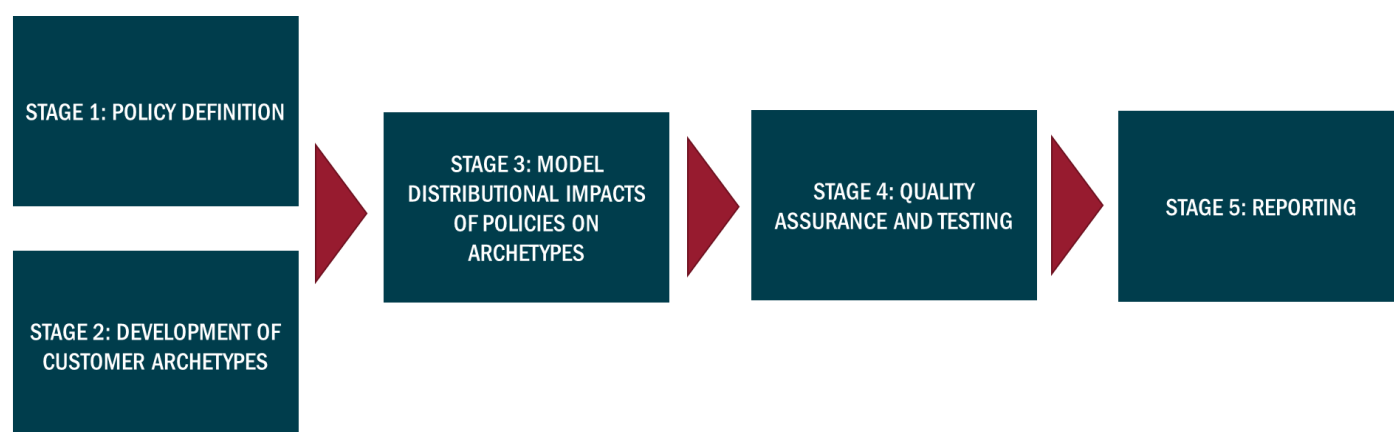 STAGE 1: POLICY DEFINITION
STAGE 2: DEVELOPMENT OF
CUSTOMER ARCHETYPES
STAGE 3: MODEL
DISTRIBUTIONAL IMPACTS
OF POLICIES ON
ARCHETYPES
STAGE 4: QUALITY
ASSURANCE AND TESTING
STAGE 5: REPORTING